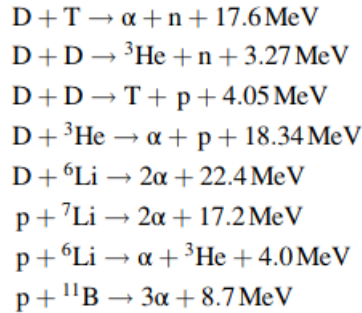 D + T → α + n + 17.6 MeV
D + D → ³He + n + 3.27 MeV
D + D → T + p + 4.05 MeV
D + ³He → α + p + 18.34 MeV
D + ⁶Li → 2α + 22.4 MeV
p + ⁷Li → 2α + 17.2 MeV
p + ⁶Li → α + ³He + 4.0 MeV
p + ¹¹B → 3α + 8.7 MeV